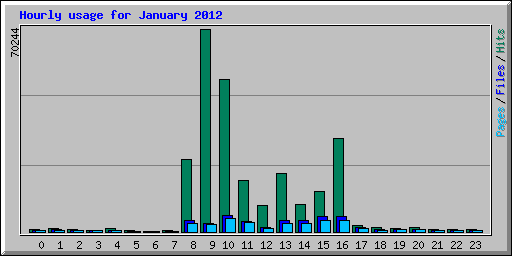 Hourly usage for January 2012
70244
Pages / Files / Hits
0 1 2 3 4 5 6 7 8 9 10 11 12 13 14 15 16 17 18 19 20 21 22 23